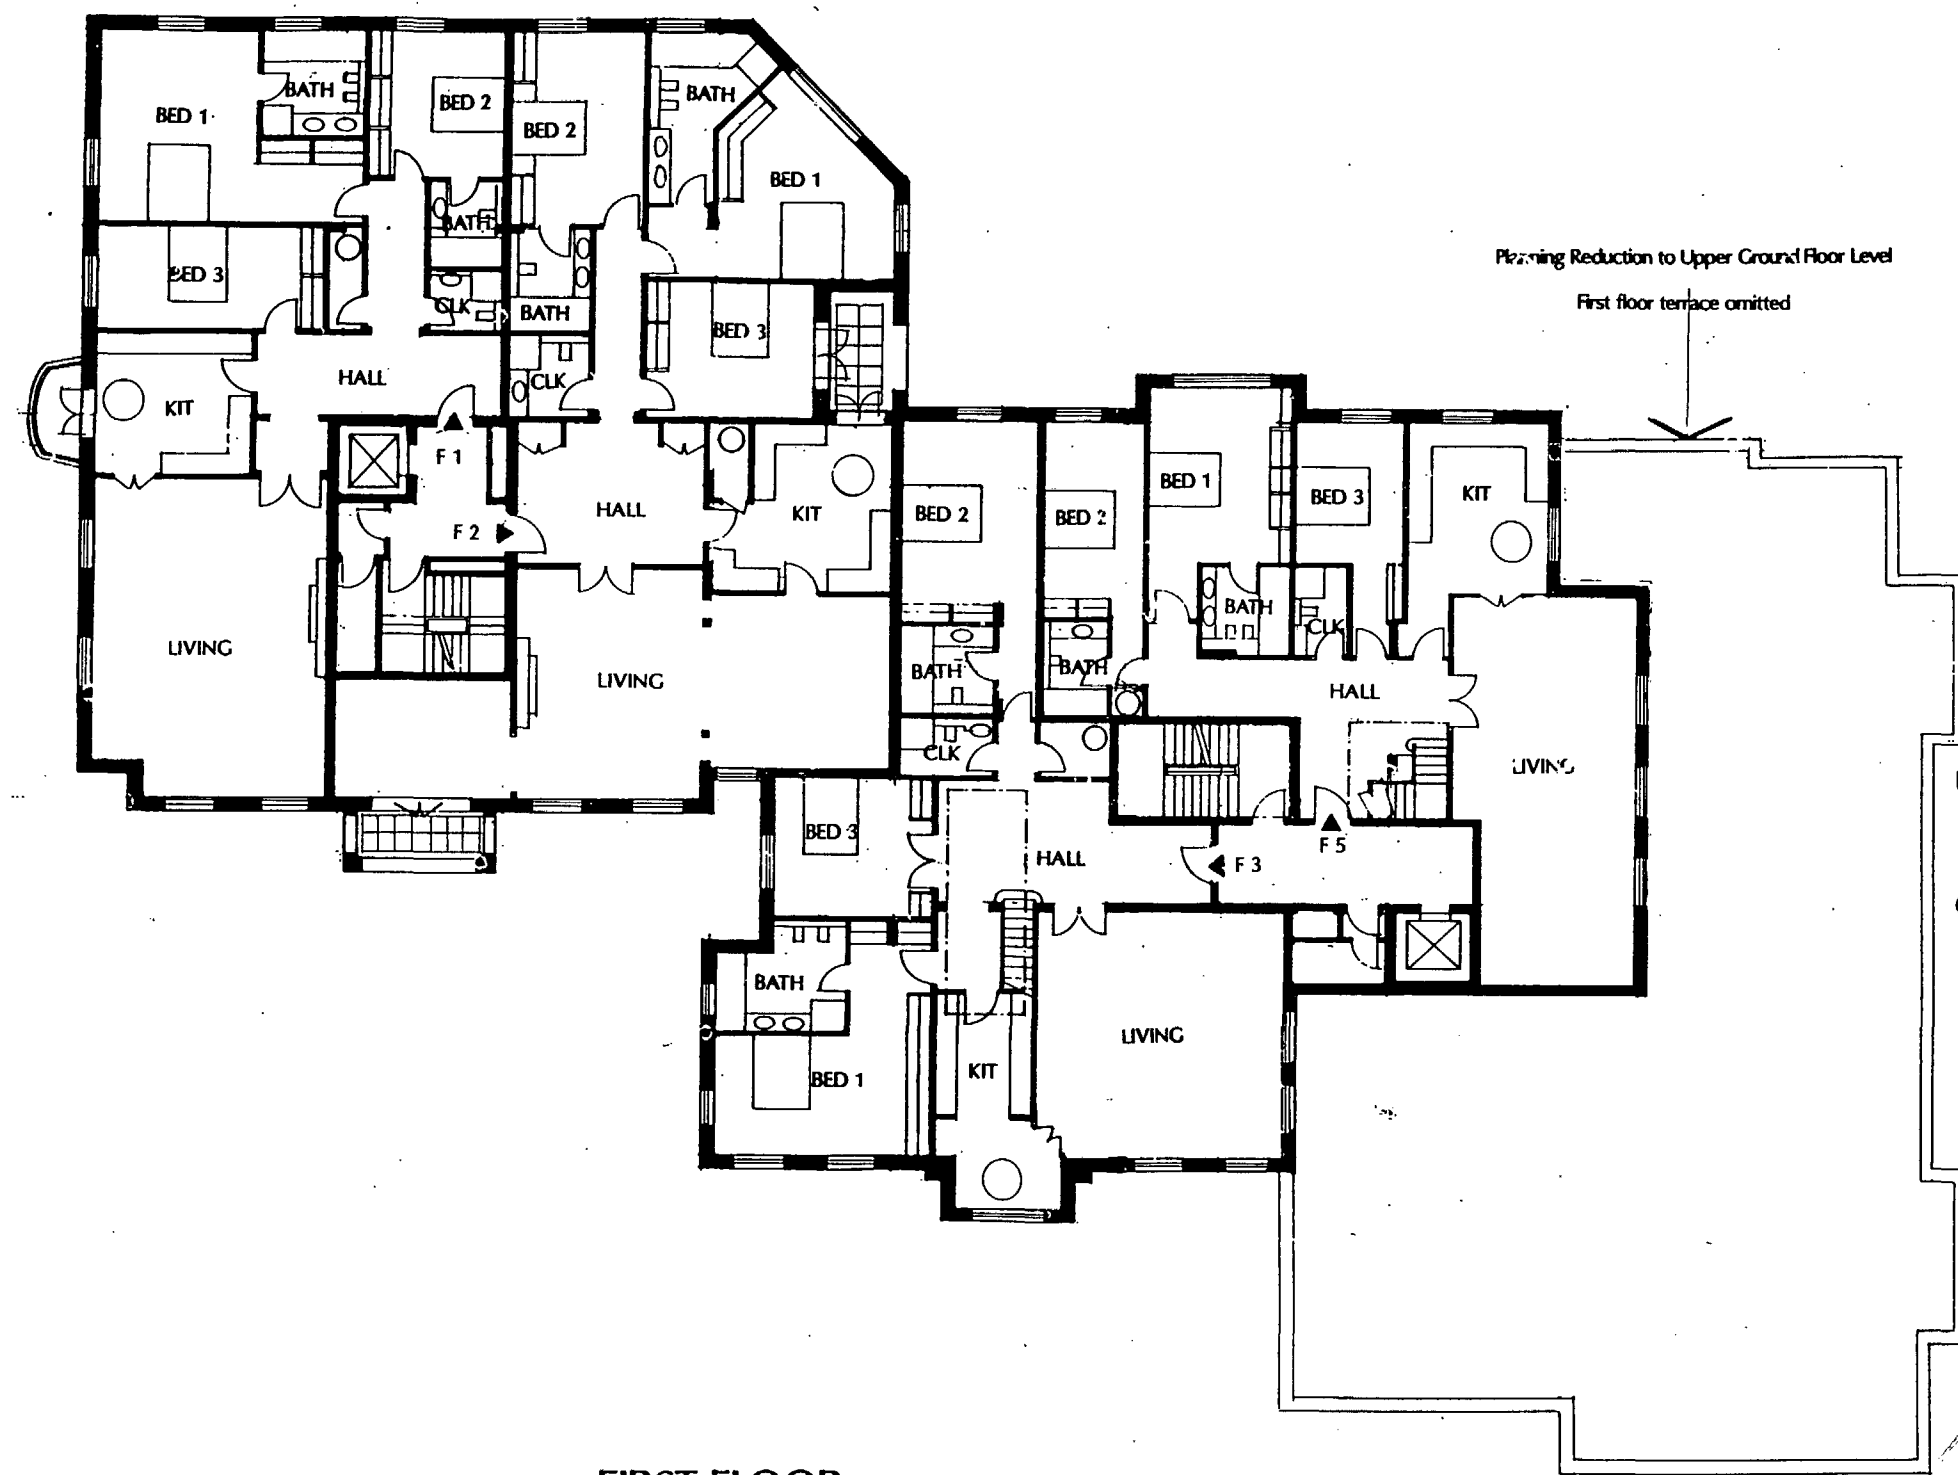 BATH
BED 1
BED 2
BED 2
BATH
BED 1
BATH
BED 3
CLK
BATH
BED 3
CLK
HALL
KIT
F 1
HALL
KIT
F 2
LIVING
LIVING
Planning Reduction to Upper Ground Floor Level
First floor terrace omitted
BED 2
BED 2
BED 1
BED 3
KIT
BATH
CLK
BATH
BATH
HALL
CLK
LIVING
BED 3
HALL
F 3
F 5
BATH
BED 1
KIT
LIVING
FIRST FLOOR